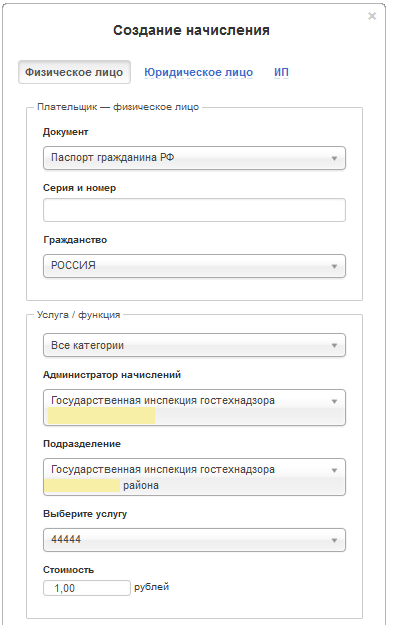 Создание начисления
Физическое лицо Юридическое лицо ИП
Плательщик — физическое лицо
Документ
Паспорт гражданина РФ
Серия и номер
Гражданство
РОССИЯ
Услуга / функция
Все категории
Администратор начислений
Государственная инспекция гостехнадзора
Подразделение
Государственная инспекция гостехнадзора
района
Выберите услугу
44444
Стоимость
1,00 рублей